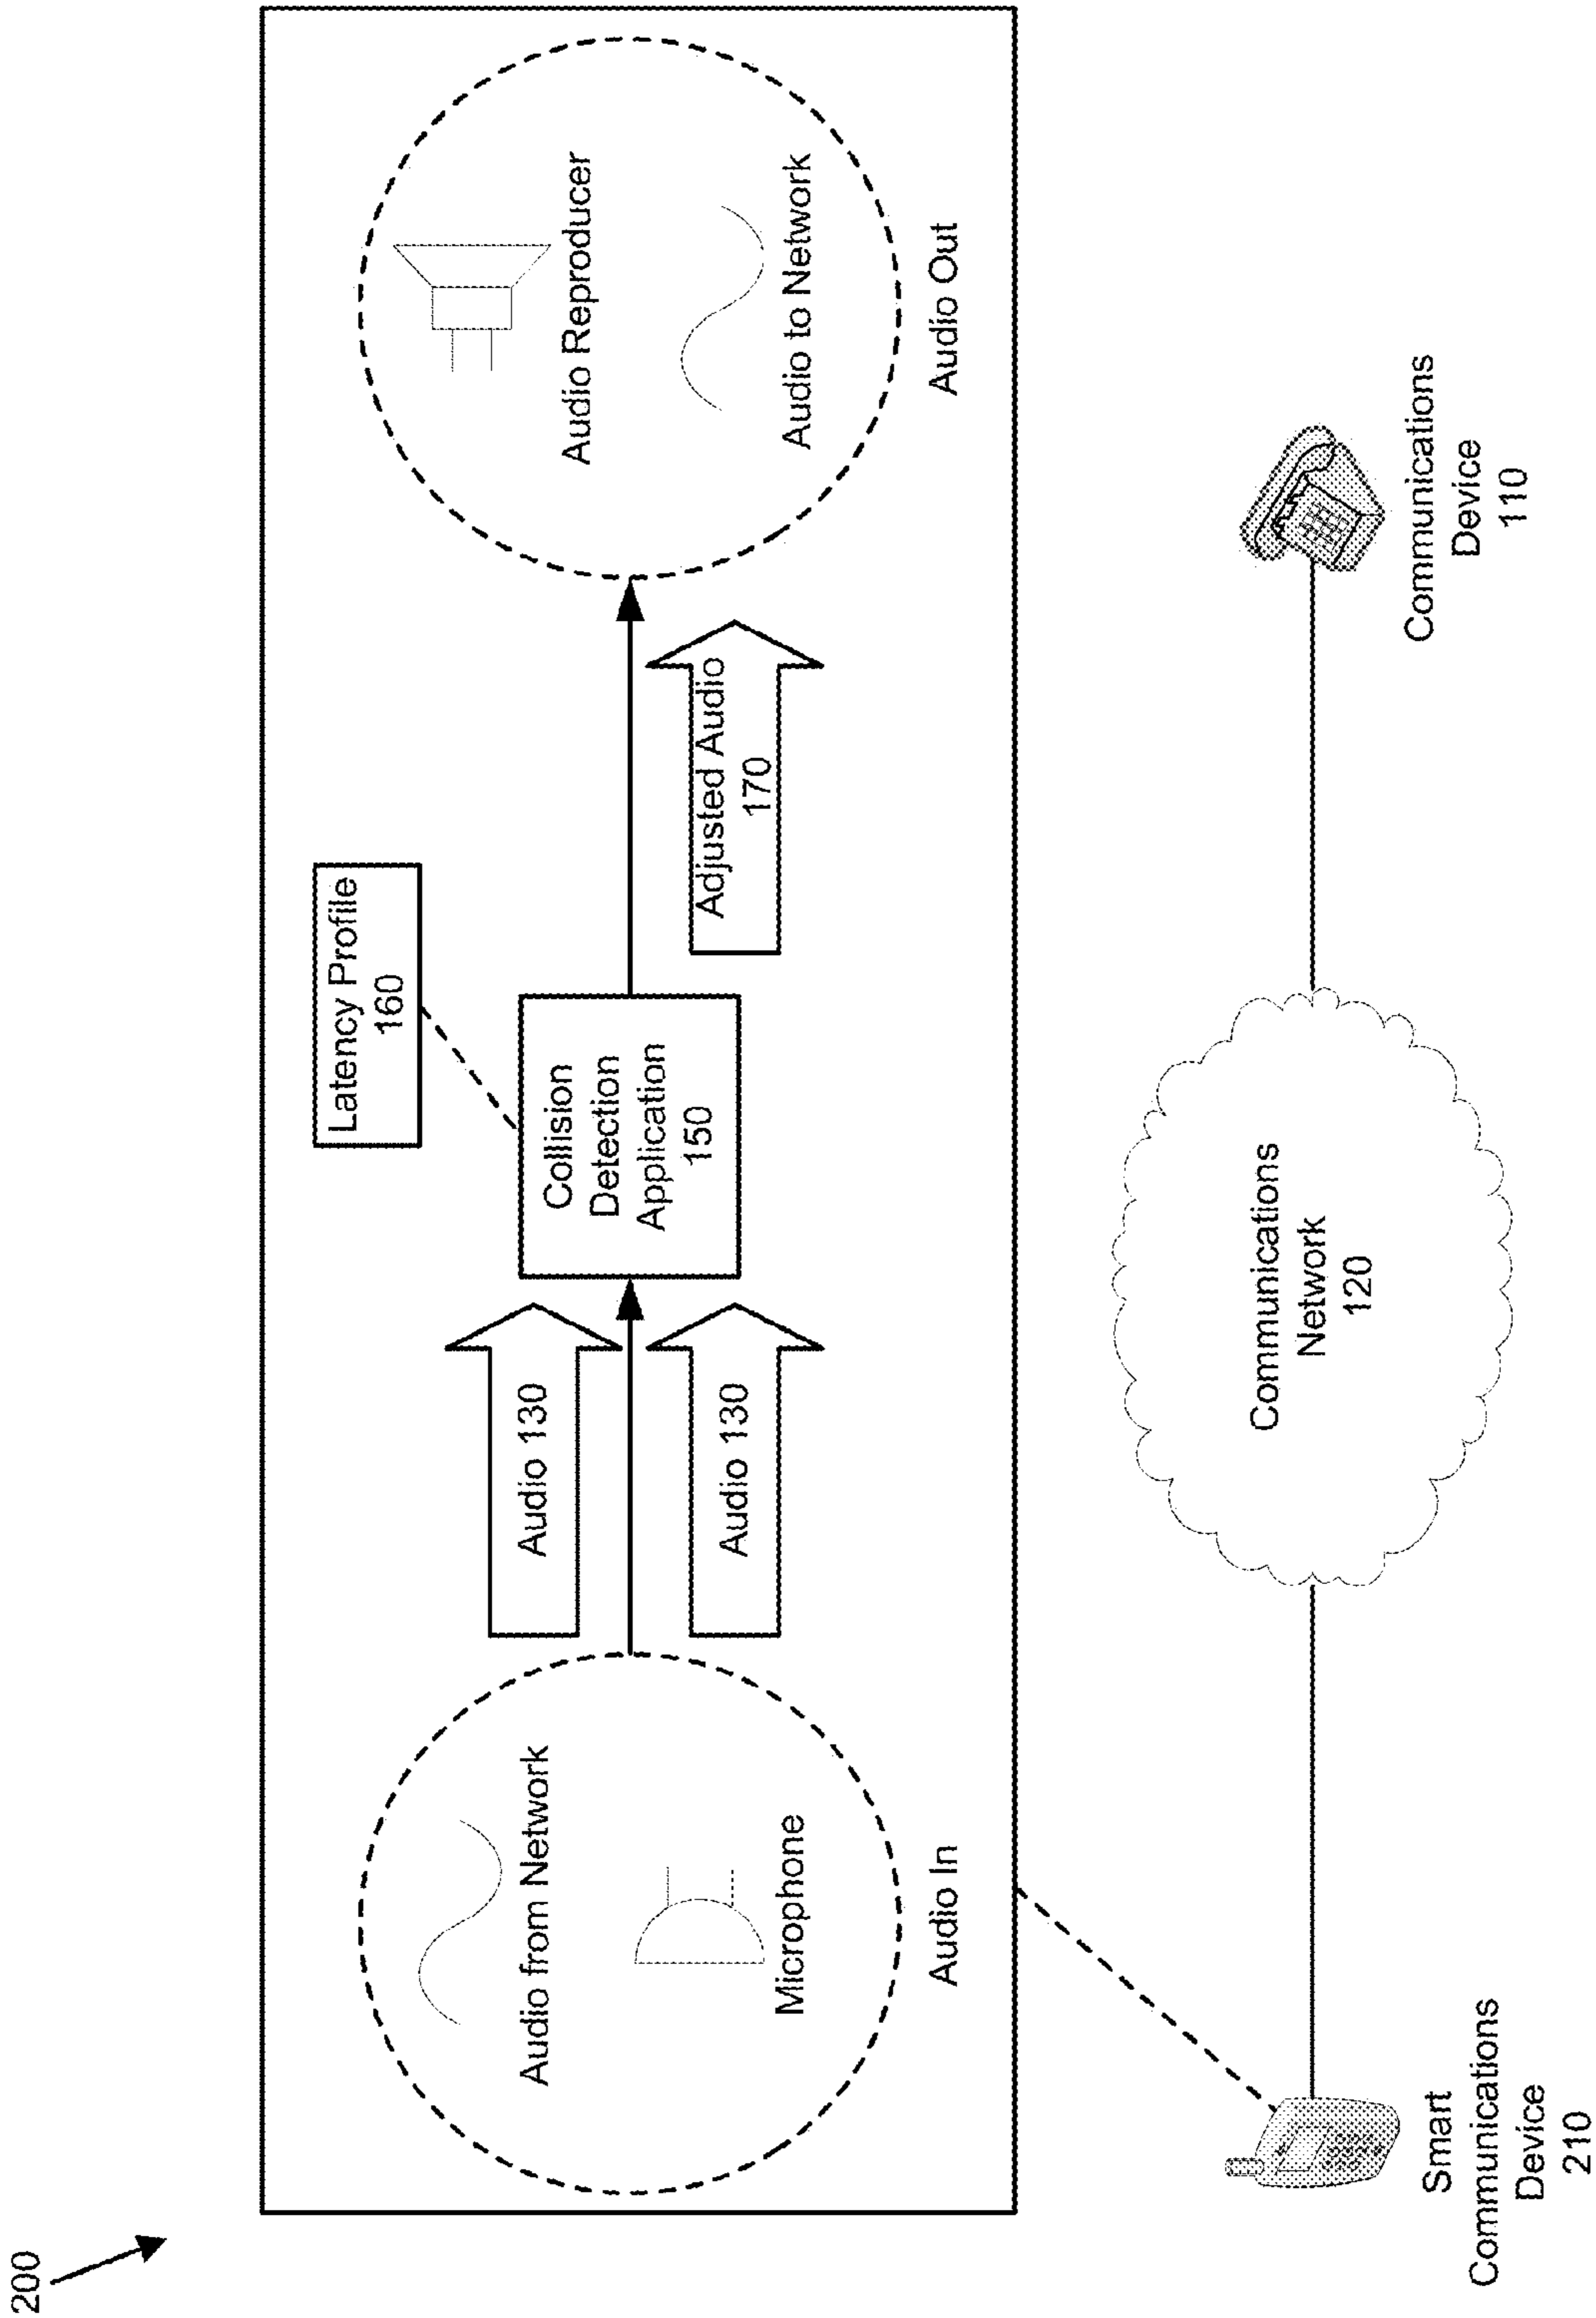 200
Latency Profile
160
Audio from Network
Microphone
Audio In
Audio 130
Audio 130
Collision
Detection
Application
150
Adjusted Audio
170
Audio Reproducer
Audio to Network
Audio Out
Smart
Communications
Device
210
Communications
Network
120
Communications
Device
110